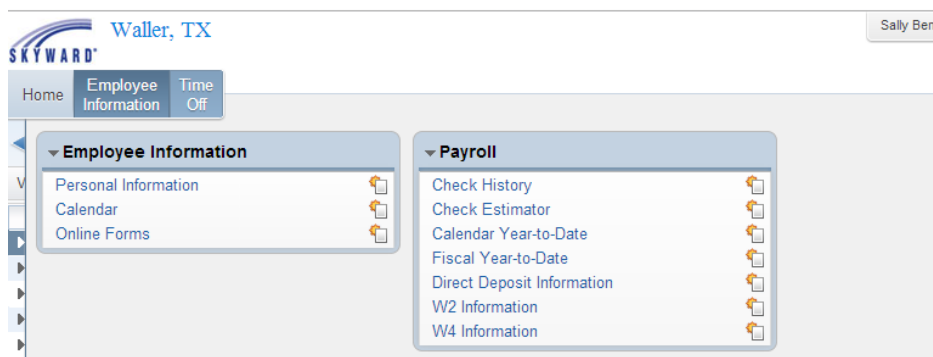 Waller, TX
Sally Ber
SKYWARD
Home
Employee Information
Time Off
Employee Information
Payroll
Personal Information
Calendar
Online Forms
Check History
Check Estimator
Calendar Year-to-Date
Fiscal Year-to-Date
Direct Deposit Information
W2 Information
W4 Information